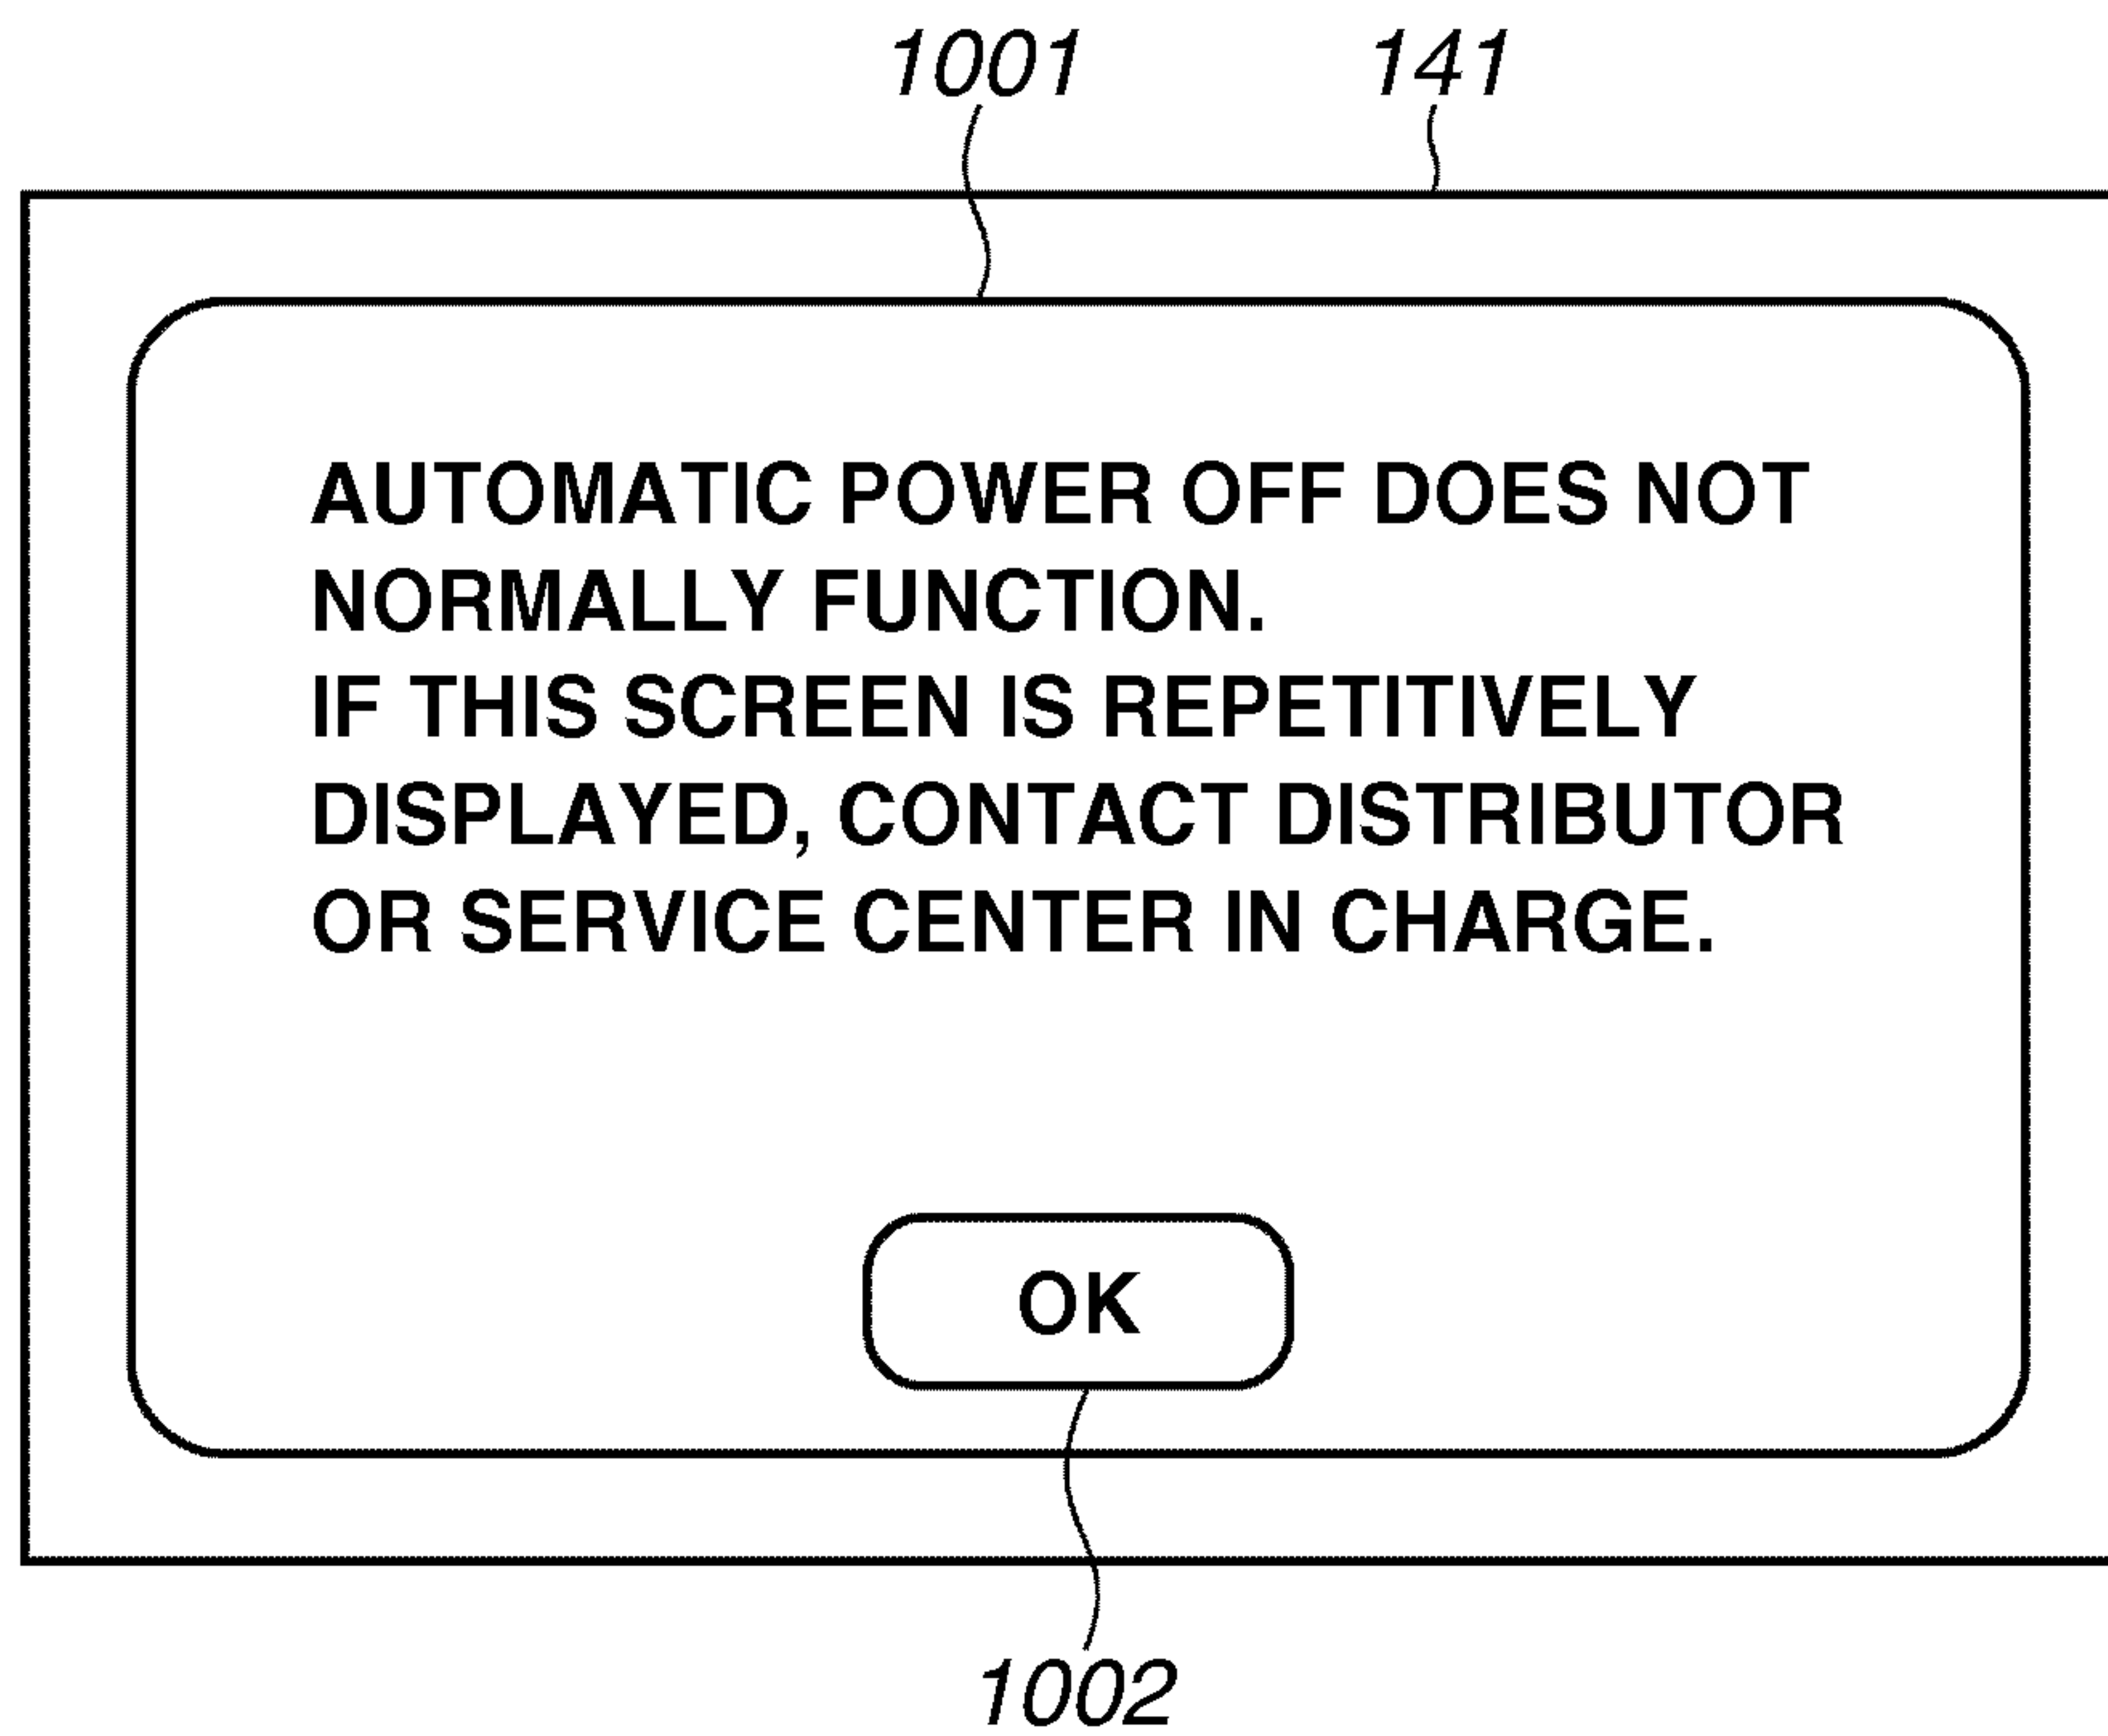 1001 141
AUTOMATIC POWER OFF DOES NOT
NORMALLY FUNCTION.
IF THIS SCREEN IS REPETITIVELY
DISPLAYED, CONTACT DISTRIBUTOR
OR SERVICE CENTER IN CHARGE.
OK
1002